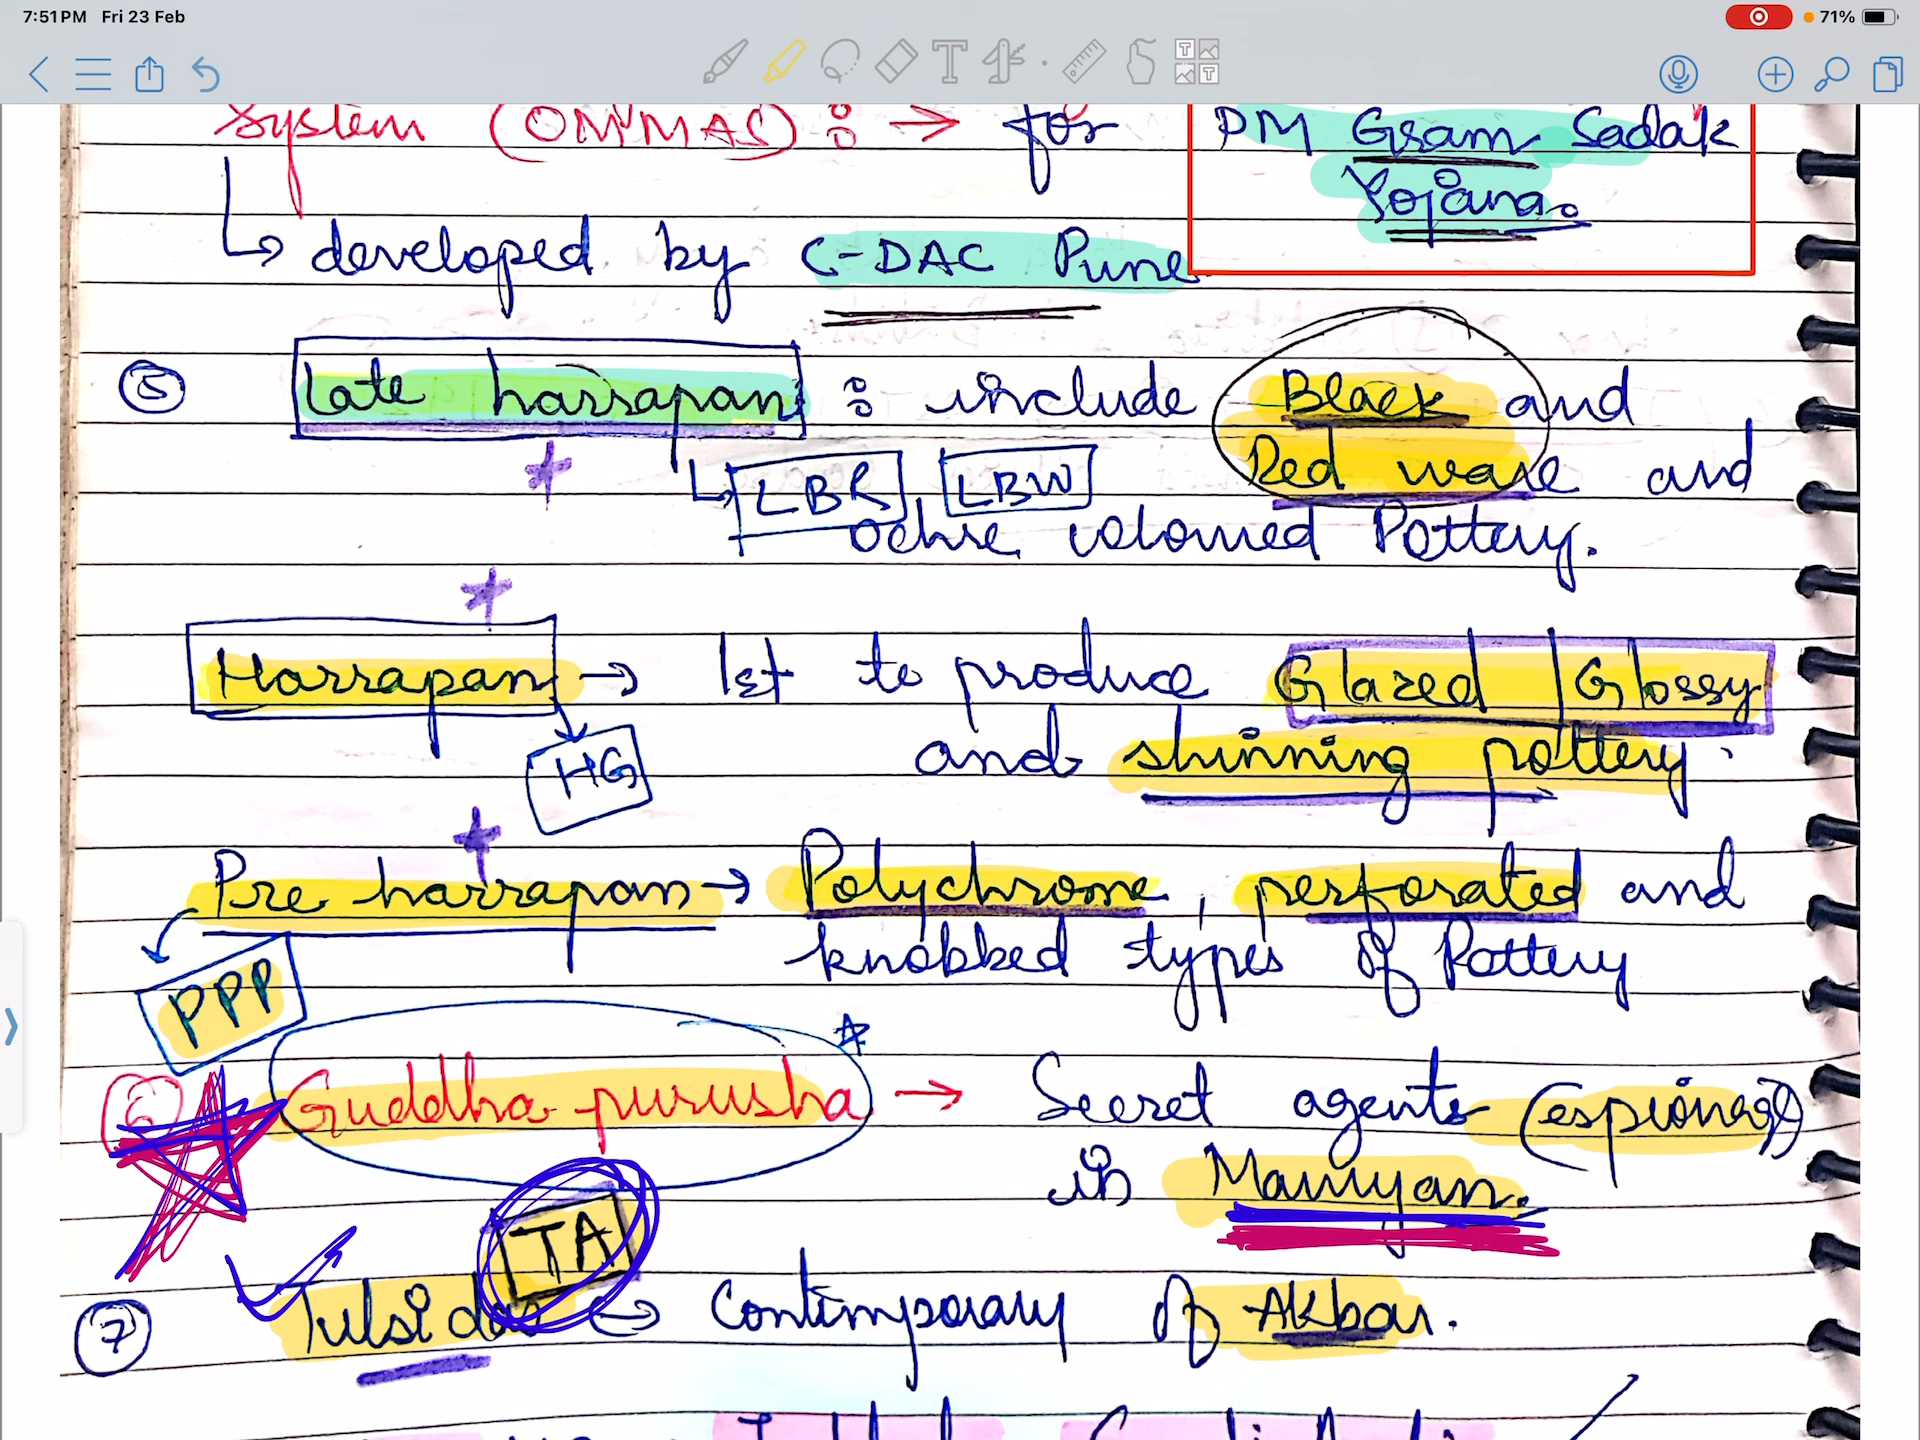 7:51 PM Fri 23 Feb
71%
System (OMMAS) : → for PM Gram Sadak
Yojana.
developed by C-DAC Pune
5 Late harrapan : include Black and
LBR LBW Red ware and
ochre coloured Pottery.
Harrapan → 1st to produce Glazed / Glossy
HG and shinning pottery.
Pre harrapan → Polychrome, perforated and
PPP knobbed types of Pottery
6 Guddha purusha → Secret agents (espionage)
in Mauryan.
TA
7 Tulsidas → Contemporary of Akbar.